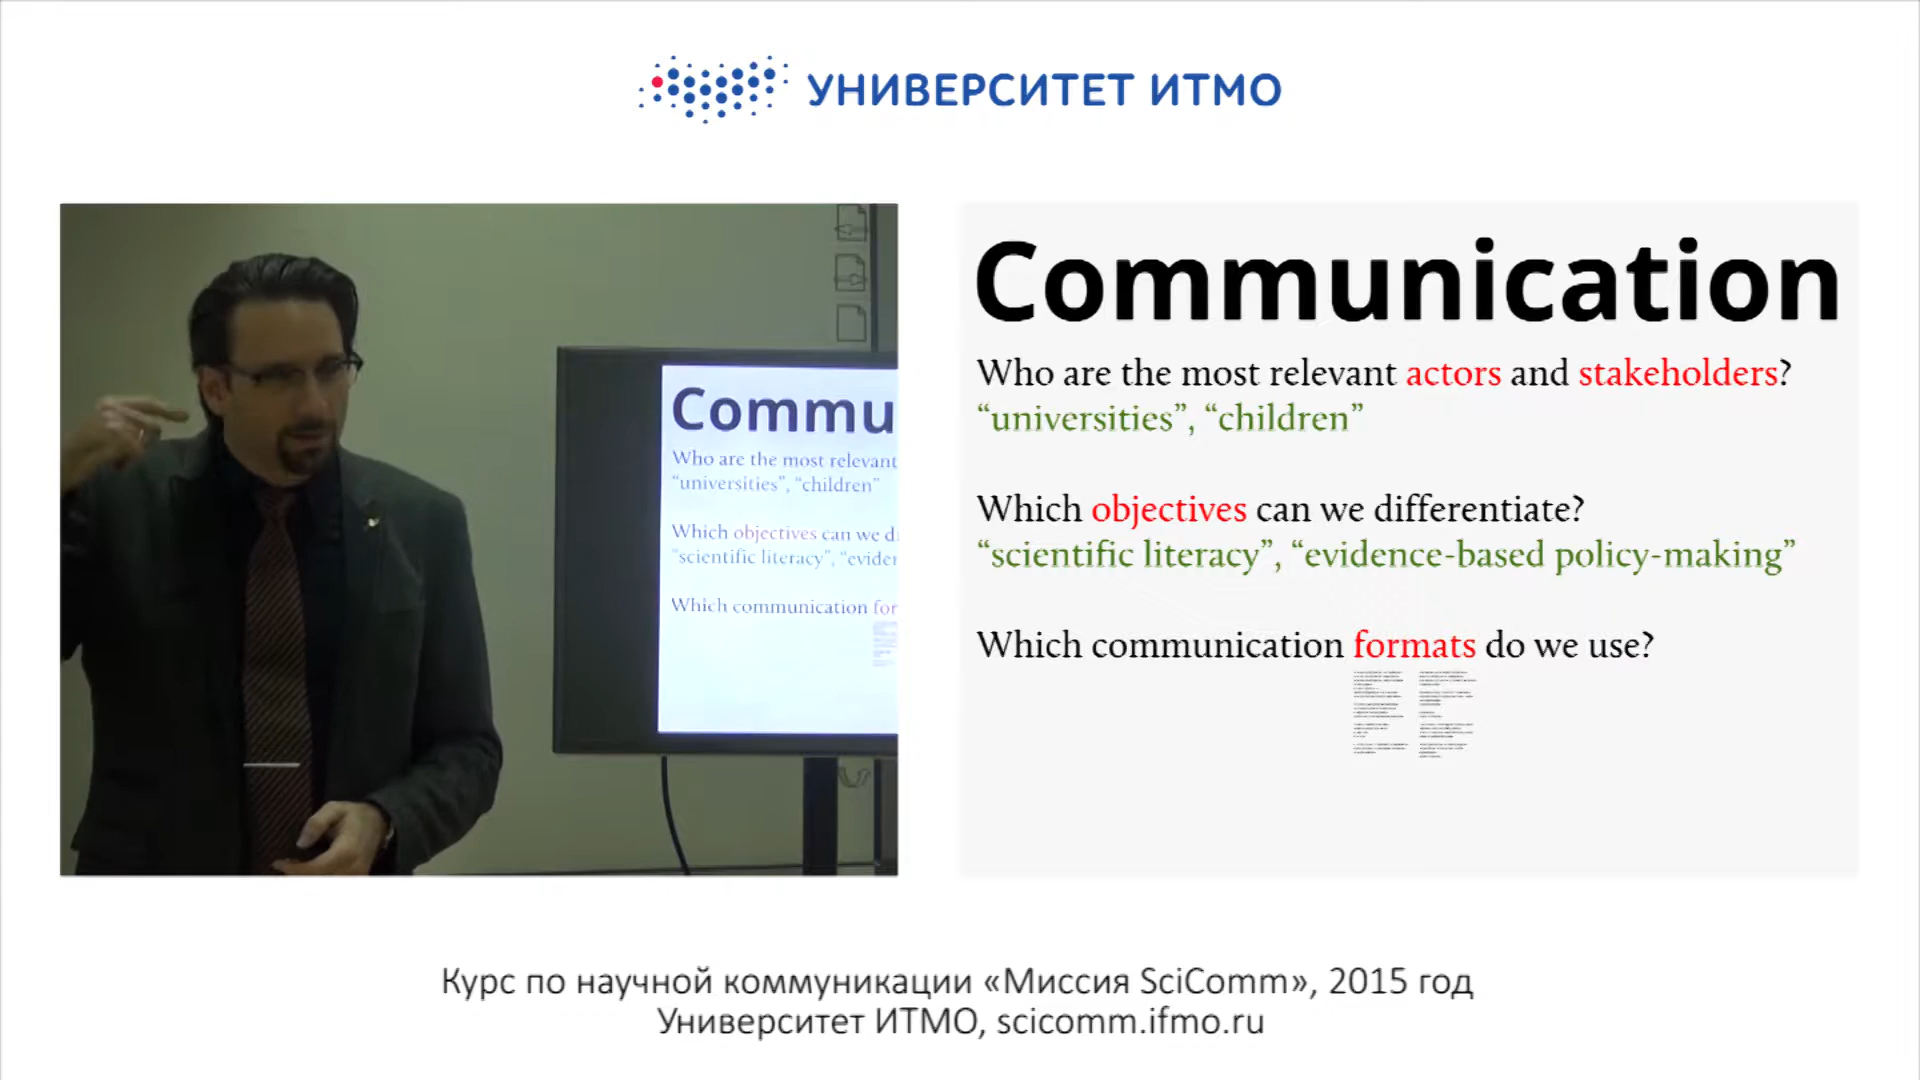 УНИВЕРСИТЕТ ИТМО
Commu
Who are the most relevant
“universities”, “children”
Which objectives can we
“scientific literacy”,
Which communication
Communication
Who are the most relevant actors and stakeholders?
“universities”, “children”
Which objectives can we differentiate?
“scientific literacy”, “evidence-based policy-making”
Which communication formats do we use?
Курс по научной коммуникации «Миссия SciComm», 2015 год
Университет ИТМО, scicomm.ifmo.ru